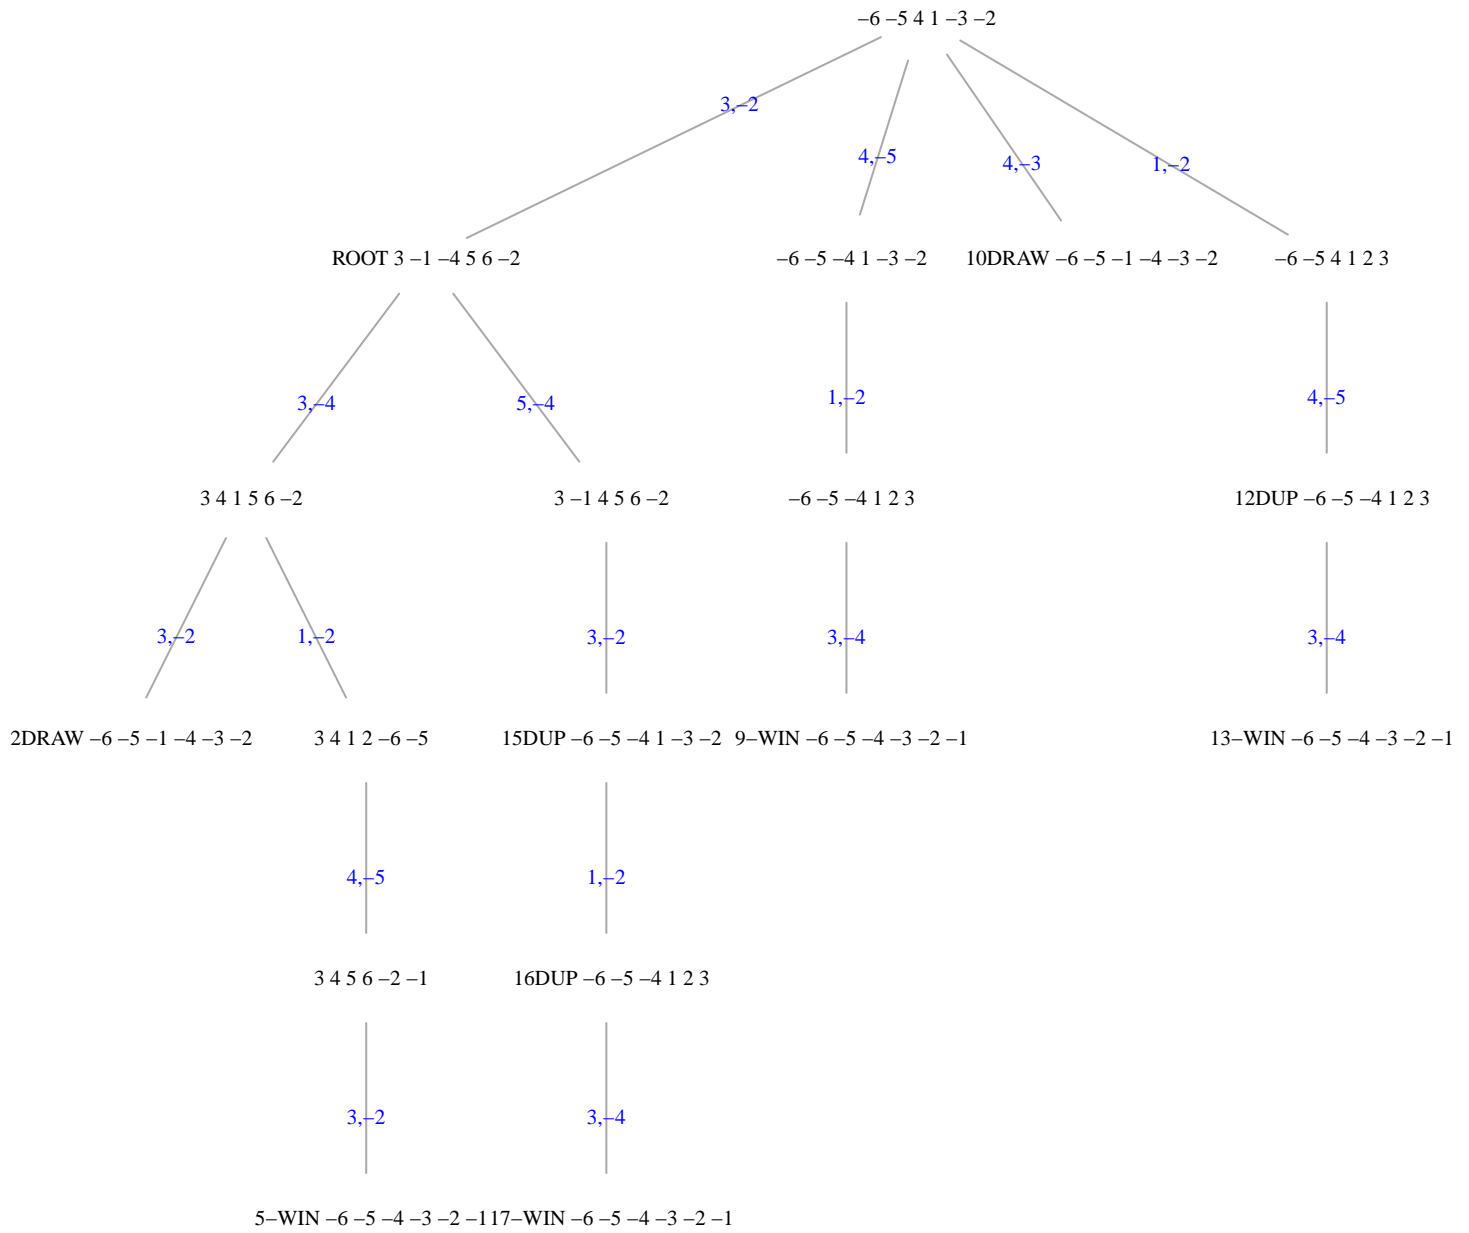 –6 –5 4 1 –3 –2
3,–2
4,–5
4,–3
1,–2
ROOT 3 –1 –4 5 6 –2
–6 –5 –4 1 –3 –2
10DRAW –6 –5 –1 –4 –3 –2
–6 –5 4 1 2 3
3,–4
5,–4
1,–2
4,–5
3 4 1 5 6 –2
3 –1 4 5 6 –2
–6 –5 –4 1 2 3
12DUP –6 –5 –4 1 2 3
3,–2
1,–2
3,–2
3,–4
3,–4
2DRAW –6 –5 –1 –4 –3 –2
3 4 1 2 –6 –5
15DUP –6 –5 –4 1 –3 –2
9–WIN –6 –5 –4 –3 –2 –1
13–WIN –6 –5 –4 –3 –2 –1
4,–5
1,–2
3 4 5 6 –2 –1
16DUP –6 –5 –4 1 2 3
3,–2
3,–4
5–WIN –6 –5 –4 –3 –2 –1
17–WIN –6 –5 –4 –3 –2 –1